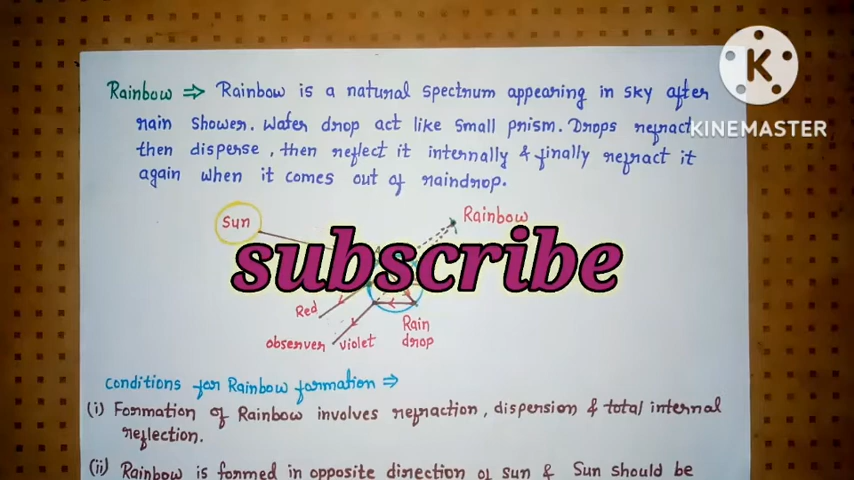 Rainbow ⇒ Rainbow is a natural spectrum appearing in sky after
rain shower. Water drop act like small prism. Drops refract
then disperse, then reflect it internally & finally refract it
again when it comes out of raindrop.
K
KINEMASTER
Sun
Rainbow
subscribe
Red
Rain
drop
observer violet
conditions for Rainbow formation ⇒
(i) Formation of Rainbow involves refraction, dispersion & total internal
reflection.
(ii) Rainbow is formed in opposite direction of sun & Sun should be